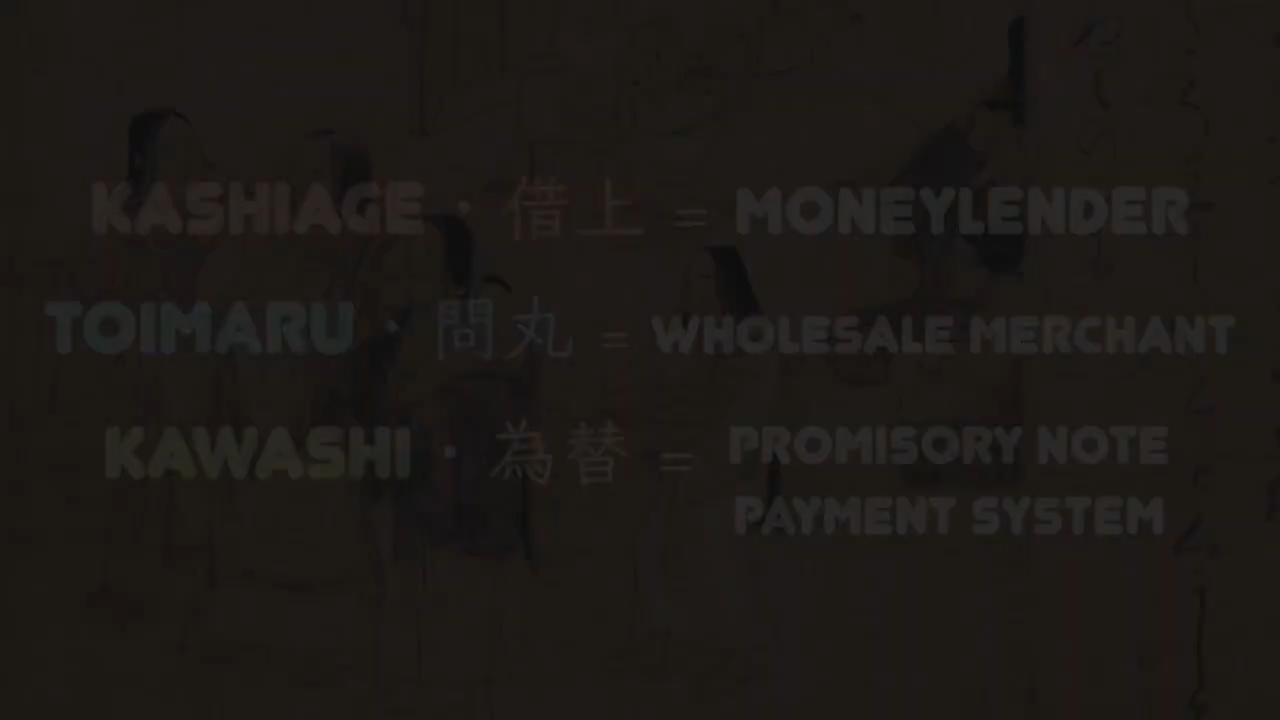 KASHIAGE · 借上 = MONEYLENDER
TOIMARU · 問丸 = WHOLESALE MERCHANT
KAWASHI · 為替 = PROMISORY NOTE
PAYMENT SYSTEM